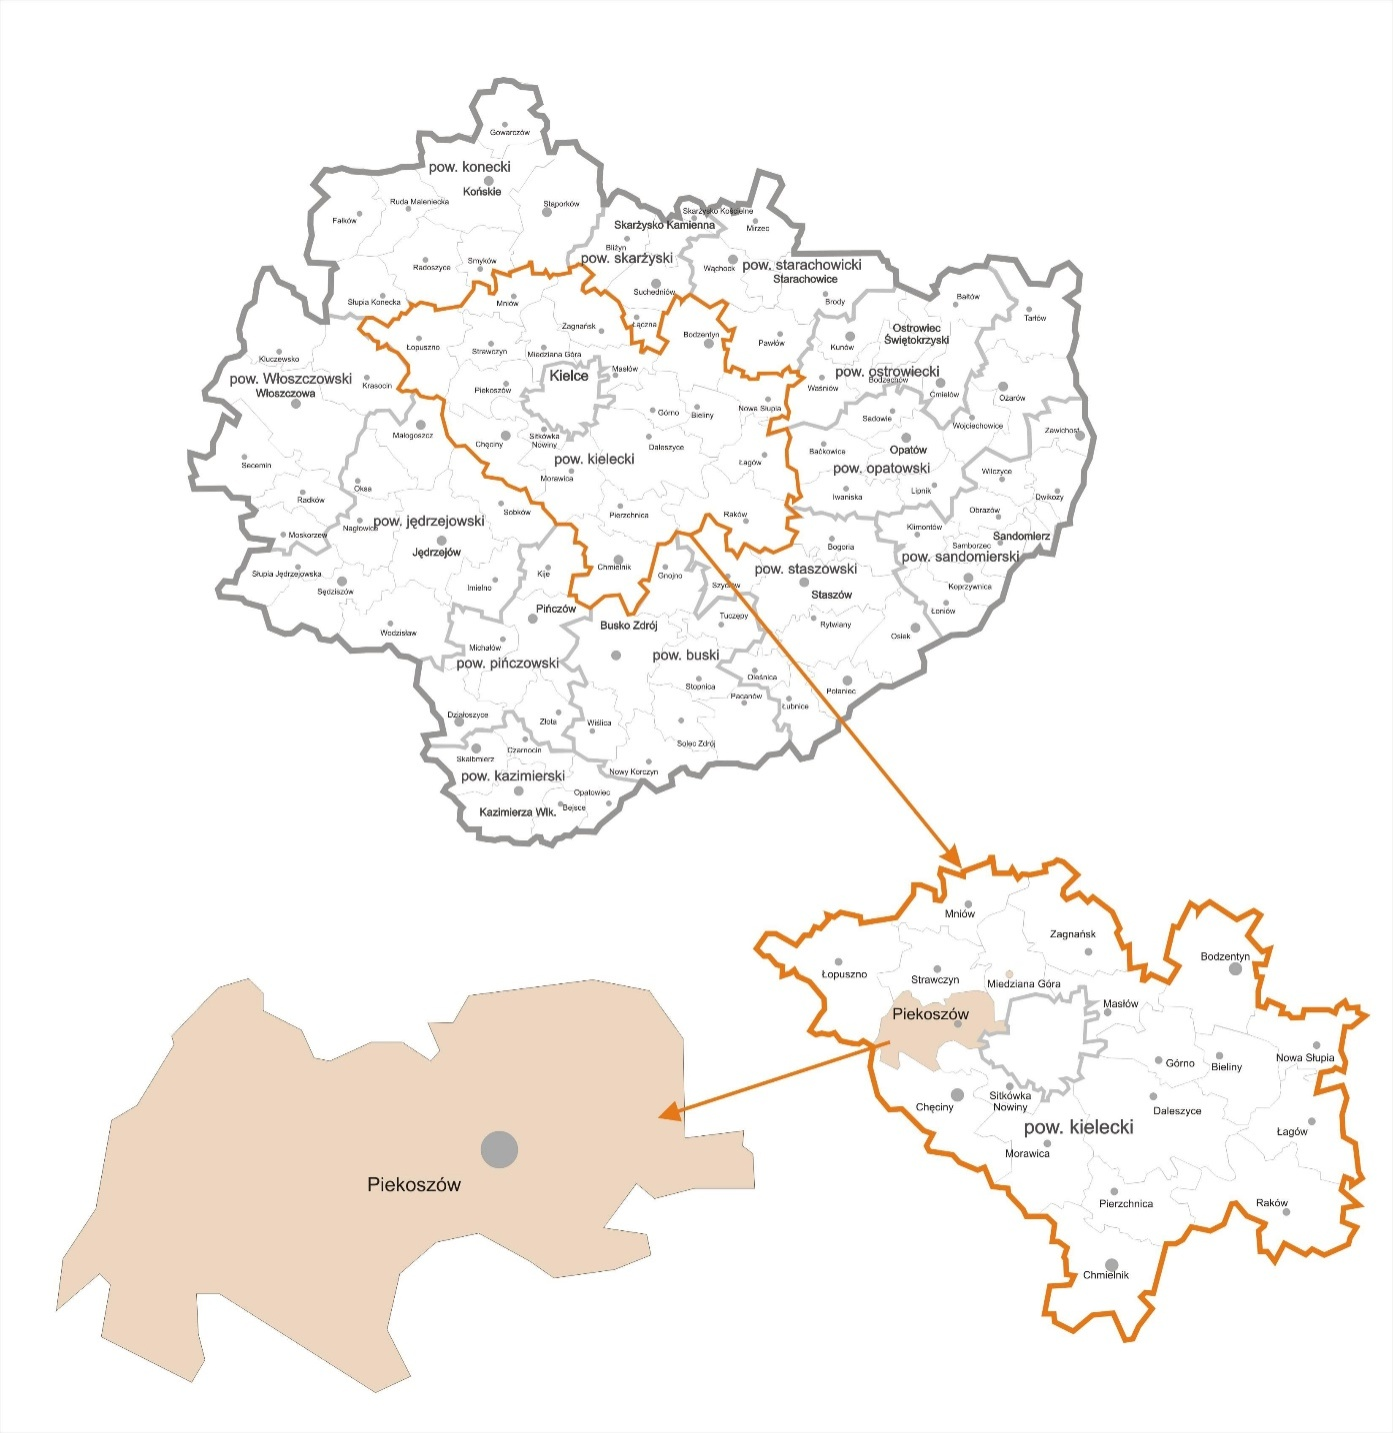 Gowarczów
pow. konecki
Końskie
Ruda Maleniecka
Stąporków
Fałków
Skarżysko Kościelne
Skarżysko Kamienna
Mirzec
Bliżyn
pow. skarżyski
Radoszyce
Smyków
Wąchock
pow. starachowicki
Starachowice
Suchedniów
Słupia Konecka
Mniów
Brody
Bałtów
Tarłów
Zagnańsk
Łączna
Bodzentyn
Pawłów
Ostrowiec
Świętokrzyski
Kunów
Łopuszno
Strawczyn
Miedziana Góra
Kluczewsko
pow. Włoszczowski
Włoszczowa
Krasocin
Piekoszów
Kielce
Masłów
pow. ostrowiecki
Bodzechów
Waśniów
Ćmielów
Ożarów
Małogoszcz
Chęciny
Sitkówka
Nowiny
Górno
Bieliny
Nowa Słupia
Daleszyce
Sadowie
Wojciechowice
Zawichost
Opatów
Baćkowice
pow. opatowski
pow. kielecki
Łagów
Morawica
Secemin
Oksa
Radków
Iwaniska
Lipnik
Wilczyce
Dwikozy
Obrazów
Sobków
Pierzchnica
Raków
Nagłowice
pow. jędrzejowski
Jędrzejów
Moskorzew
Klimontów
Sandomierz
Samborzec
pow. sandomierski
Bogoria
pow. staszowski
Staszów
Słupia Jędrzejowska
Sędziszów
Imielno
Kije
Chmielnik
Gnojno
Szydłów
Koprzywnica
Łoniów
Pińczów
Busko Zdrój
Tuczępy
Rytwiany
Osiek
Wodzisław
Michałów
pow. pińczowski
pow. buski
Stopnica
Oleśnica
Pacanów
Łubnice
Połaniec
Działoszyce
Złota
Wiślica
Solec Zdrój
Skalbmierz
Czarnocin
pow. kazimierski
Nowy Korczyn
Opatowiec
Bejsce
Kazimierza Wlk.
Mniów
Zagnańsk
Bodzentyn
Łopuszno
Strawczyn
Miedziana Góra
Masłów
Piekoszów
Górno
Bieliny
Nowa Słupia
Chęciny
Sitkówka
Nowiny
Daleszyce
pow. kielecki
Łagów
Morawica
Pierzchnica
Raków
Chmielnik
Piekoszów